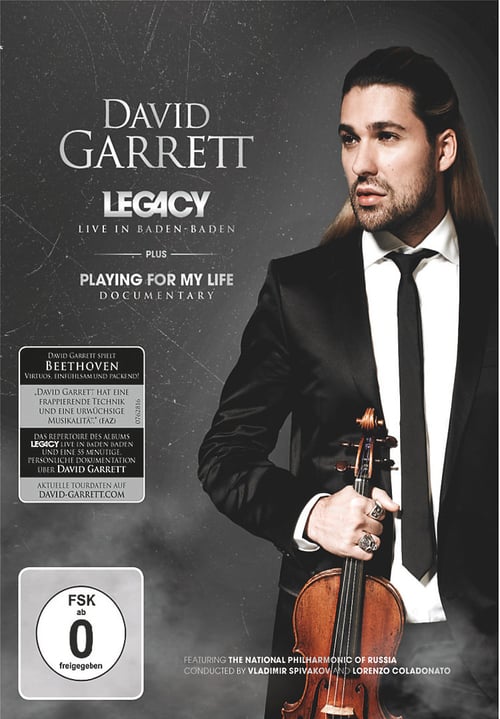 DAVID
GARRETT
LEGACY
LIVE IN BADEN-BADEN
PLUS
PLAYING FOR MY LIFE
DOCUMENTARY
DAVID GARRETT SPIELT
BEETHOVEN
VIRTUOS, EINFÜHLSAM UND PACKEND!
„DAVID GARRETT HAT EINE
FRAPPIERENDE TECHNIK
UND EINE URWÜCHSIGE
MUSIKALITÄT.“ (FAZ)
0762816
DAS REPERTOIRE DES ALBUMS
LEGACY LIVE IN BADEN BADEN
UND EINE 55 MINÜTIGE,
PERSÖNLICHE DOKUMENTATION
ÜBER DAVID GARRETT
AKTUELLE TOURDATEN AUF
DAVID-GARRETT.COM
FSK
ab
0
freigegeben
FEATURING THE NATIONAL PHILHARMONIC OF RUSSIA
CONDUCTED BY VLADIMIR SPIVAKOV AND LORENZO COLADONATO